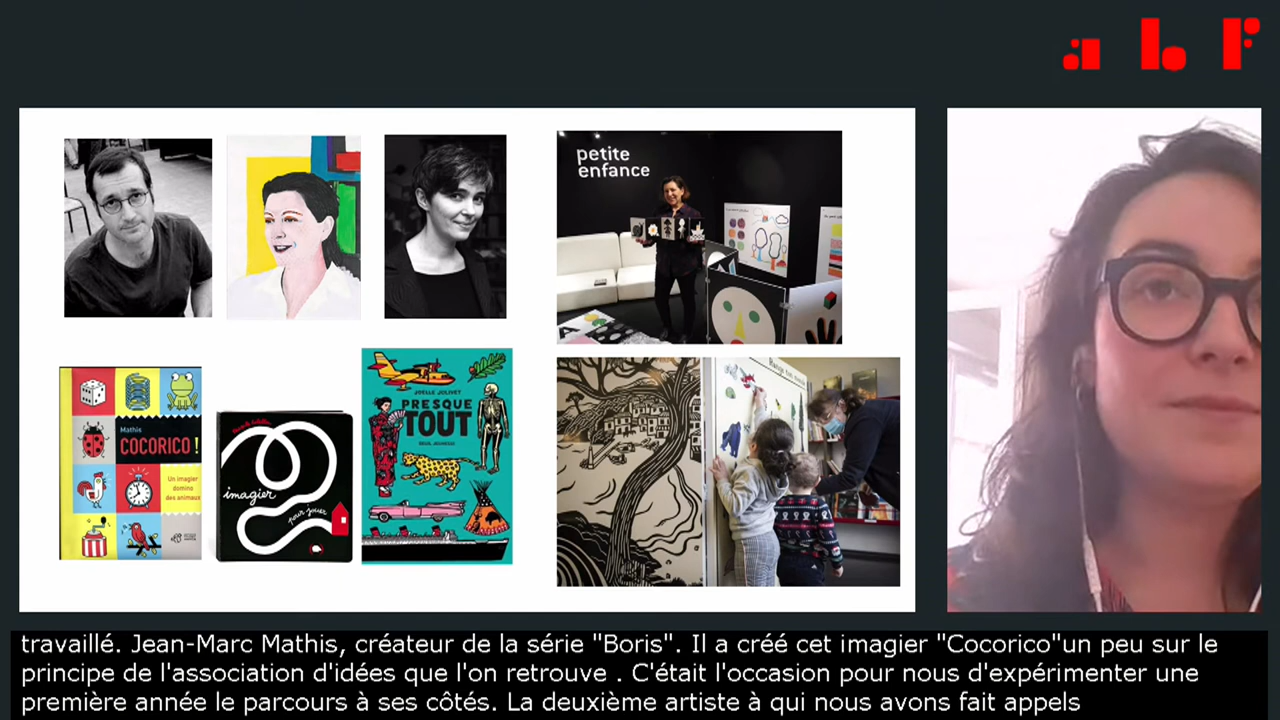 abf
petite
enfance
Mathis
COCORICO !
Un imagier
domino
des animaux
imagier
pour jouer
JOËLLE JOLIVET
PRESQUE
TOUT
SEUIL JEUNESSE
travaillé. Jean-Marc Mathis, créateur de la série "Boris". Il a créé cet imagier "Cocorico"un peu sur le
principe de l'association d'idées que l'on retrouve . C'était l'occasion pour nous d'expérimenter une
première année le parcours à ses côtés. La deuxième artiste à qui nous avons fait appels